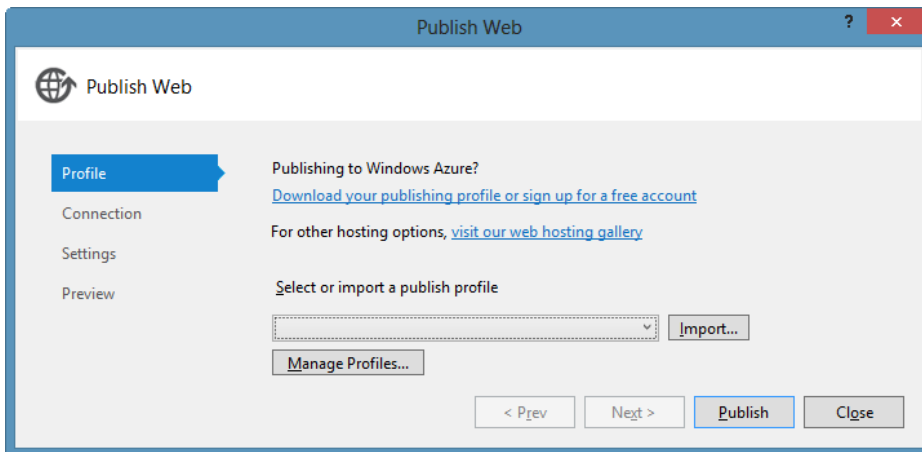 Publish Web
?
Publish Web
Profile
Connection
Settings
Preview
Publishing to Windows Azure?
Download your publishing profile or sign up for a free account
For other hosting options, visit our web hosting gallery
Select or import a publish profile
Import...
Manage Profiles...
< Prev
Next >
Publish
Close